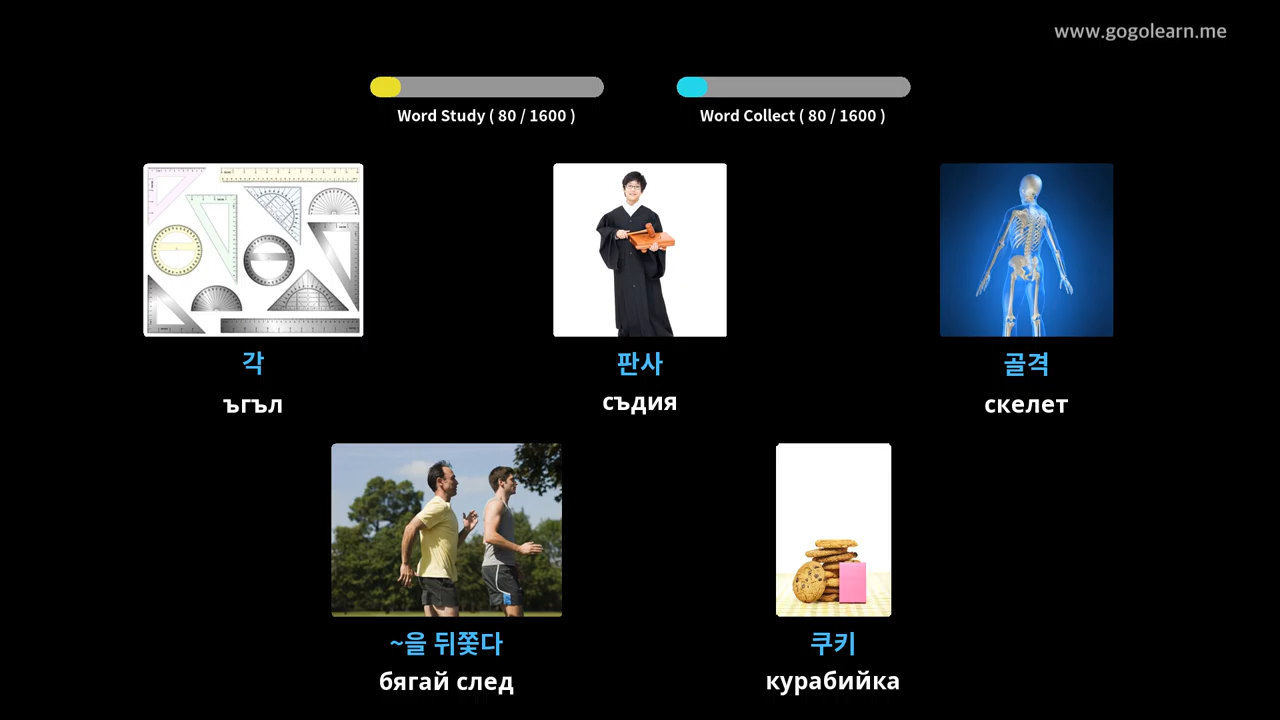 www.gogolearn.me
Word Study ( 80 / 1600 )
Word Collect ( 80 / 1600 )
각
ъгъл
판사
съдия
골격
скелет
~을 뒤쫓다
бягай след
쿠키
курабийка